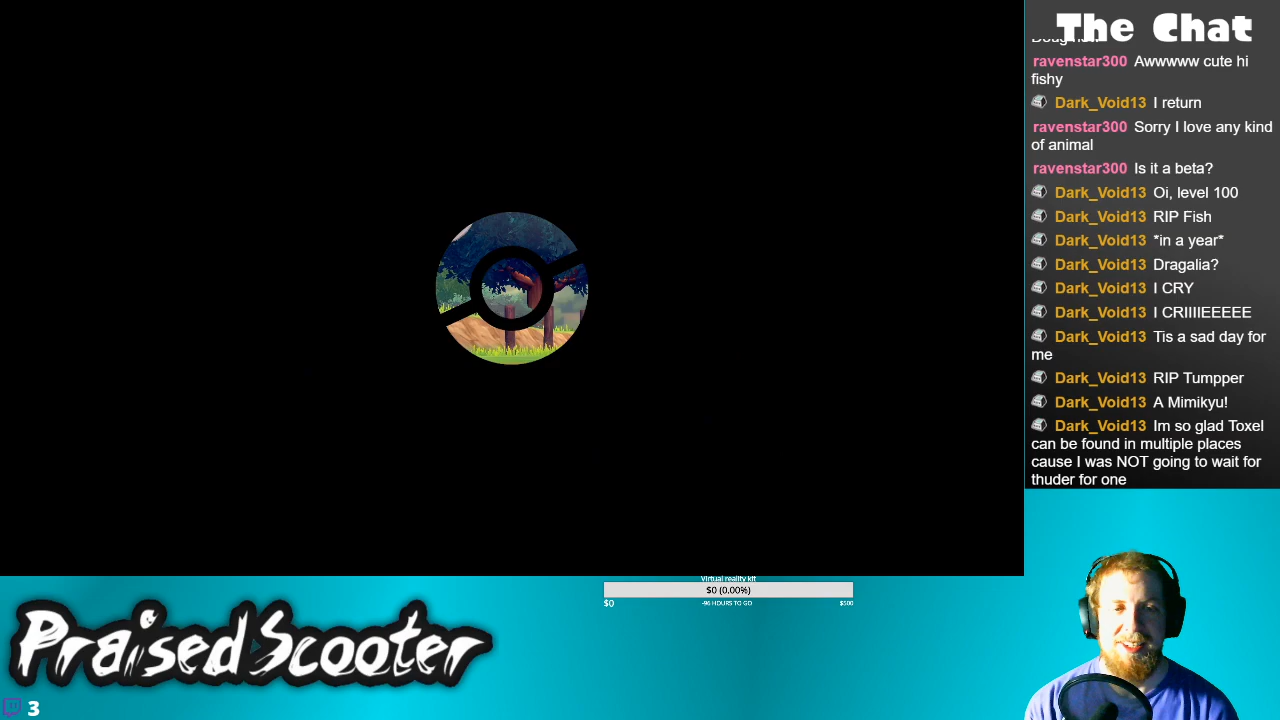 The Chat
ravenstar300 Awwwww cute hi
fishy
Dark_Void13 I return
ravenstar300 Sorry I love any kind
of animal
ravenstar300 Is it a beta?
Dark_Void13 Oi, level 100
Dark_Void13 RIP Fish
Dark_Void13 *in a year*
Dark_Void13 Dragalia?
Dark_Void13 I CRY
Dark_Void13 I CRIIIIEEEEE
Dark_Void13 Tis a sad day for
me
Dark_Void13 RIP Tumpper
Dark_Void13 A Mimikyu!
Dark_Void13 Im so glad Toxel
can be found in multiple places
cause I was NOT going to wait for
thuder for one
Virtual reality kit
$0 (0.00%)
$0 -96 HOURS TO GO $500
PraisedScooter
3